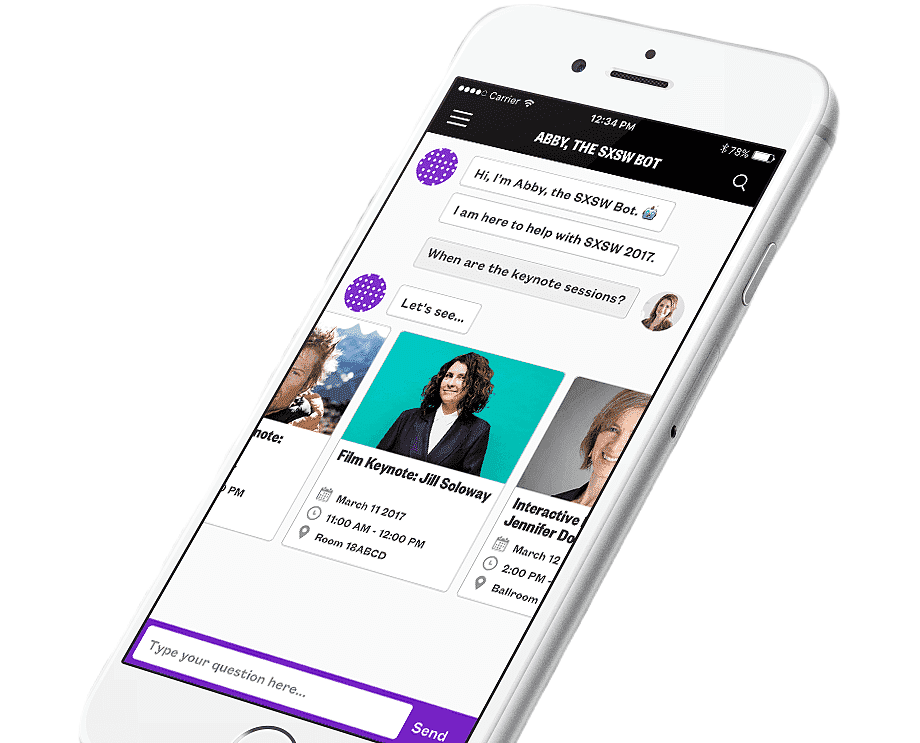 Carrier
12:34 PM
78%
ABBY, THE SXSW BOT
Hi, I'm Abby, the SXSW Bot.
I am here to help with SXSW 2017.
When are the keynote sessions?
Let's see...
PM
Film Keynote: Jill Soloway
March 11 2017
11:00 AM - 12:00 PM
Room 18ABCD
Interactive
Jennifer
March 12
2:00 PM -
Ballroom
Type your question here...
Send